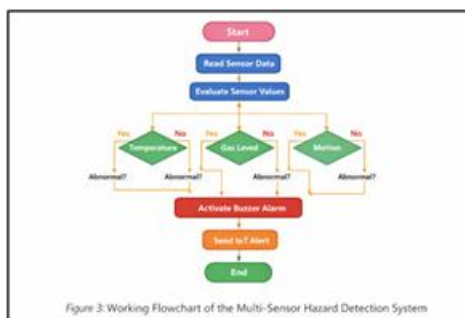 Start
Read Sensor Data
Evaluate Sensor Values
Yes No Yes No Yes No
Temperature Gas Leved Motion
Abnormal? Abnormal? Abnormal? Abnormal?
Activate Buzzer Alarm
Send IoT Alert
End
Figure 3: Working Flowchart of the Multi-Sensor Hazard Detection System